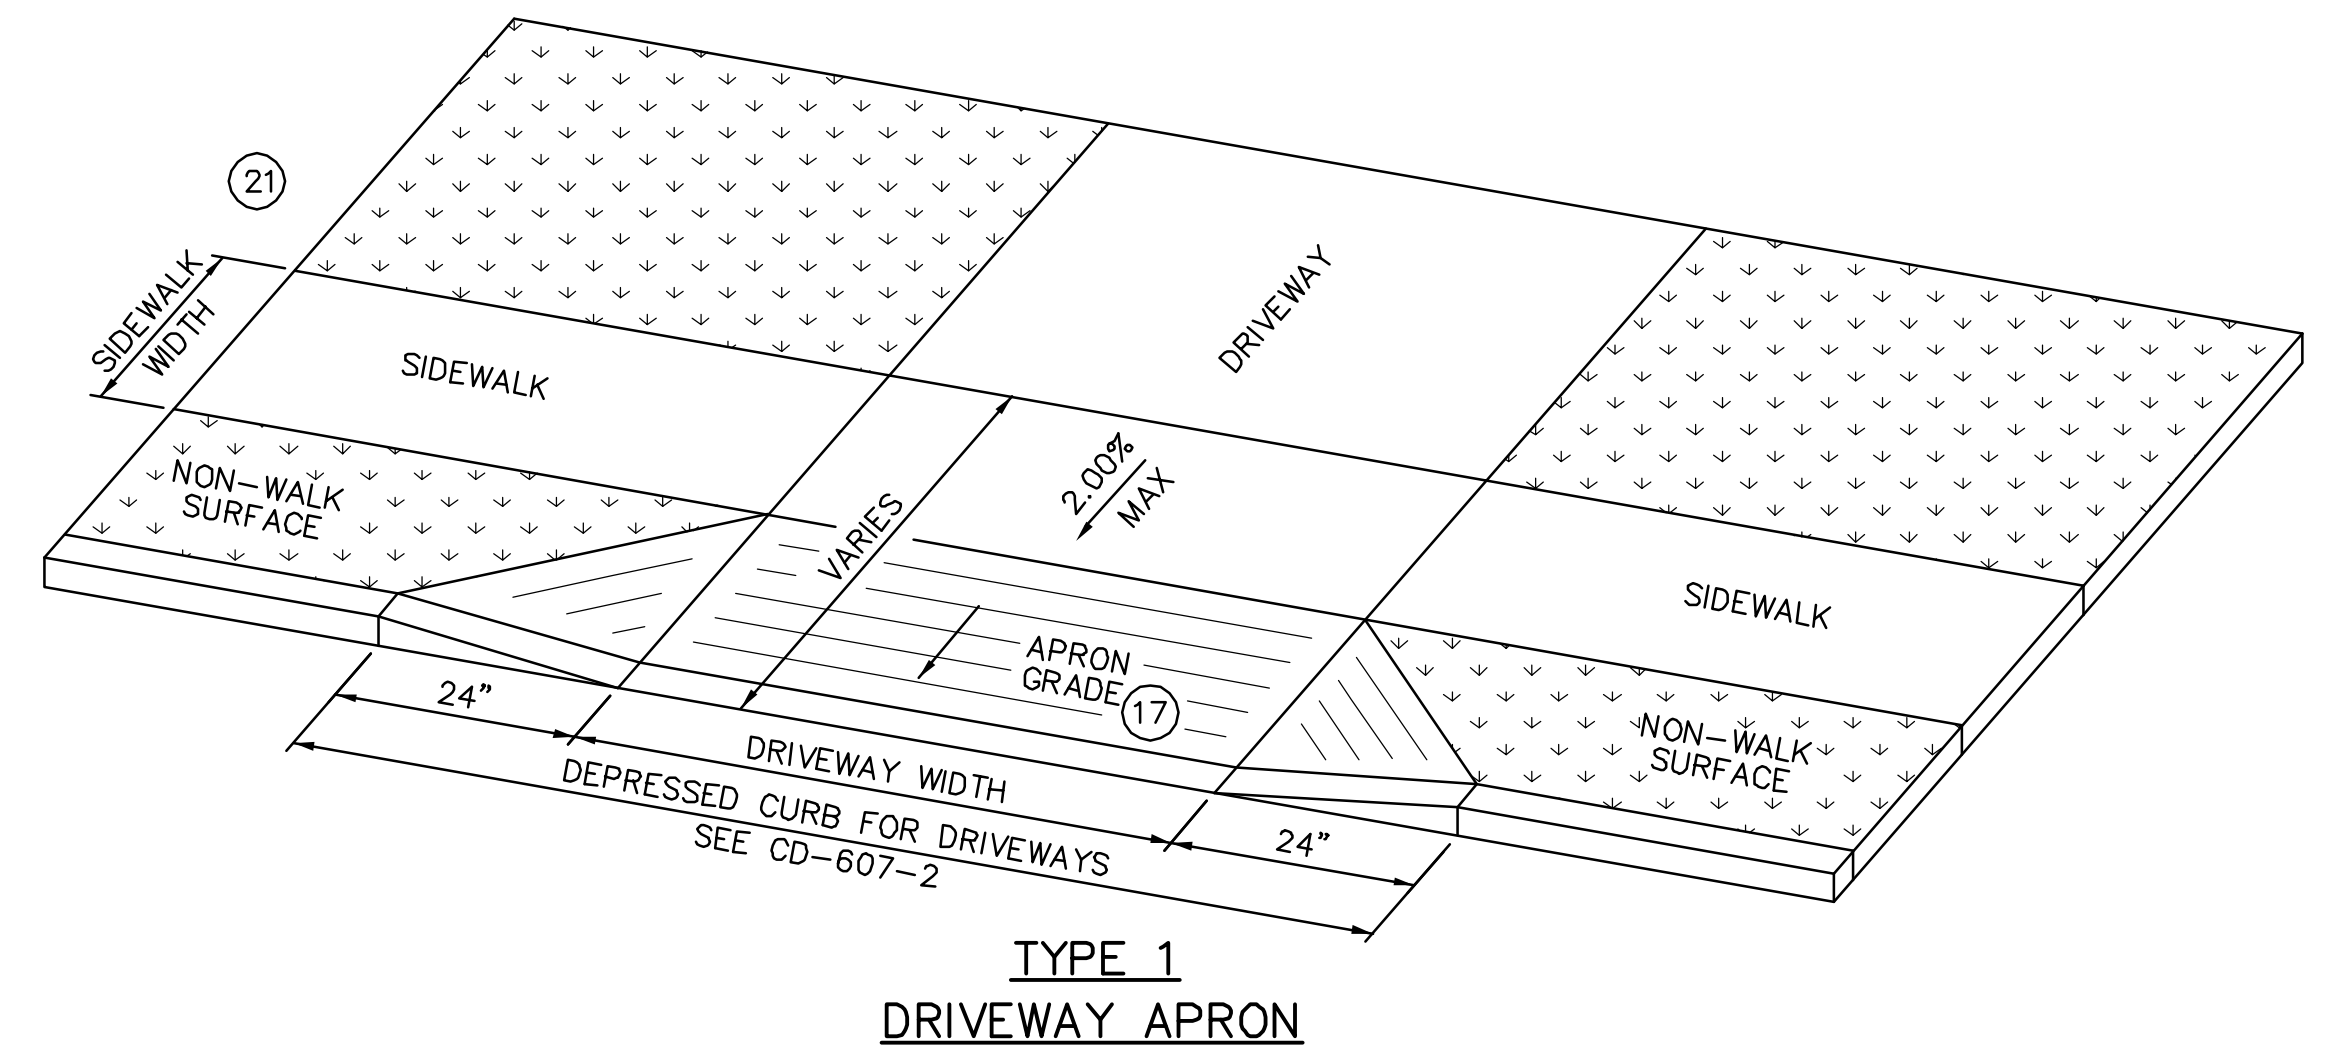 21
SIDEWALK
WIDTH
SIDEWALK
DRIVEWAY
NON-WALK
SURFACE
VARIES
2.00%
MAX
SIDEWALK
APRON
GRADE
17
NON-WALK
SURFACE
24"
DRIVEWAY WIDTH
24"
DEPRESSED CURB FOR DRIVEWAYS
SEE CD-607-2
TYPE 1
DRIVEWAY APRON